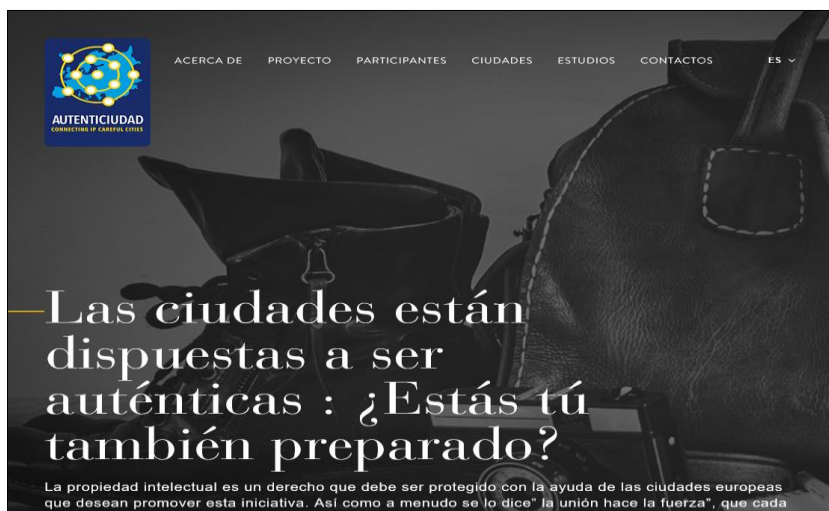 ACERCA DE PROYECTO PARTICIPANTES CIUDADES ESTUDIOS CONTACTOS ES
AUTENTICIUDAD
CONNECTING IP CAREFUL CITIES
Las ciudades están
dispuestas a ser
auténticas : ¿Estás tú
también preparado?
La propiedad intelectual es un derecho que debe ser protegido con la ayuda de las ciudades europeas
que desean promover esta iniciativa. Así como a menudo se lo dice" la unión hace la fuerza", que cada